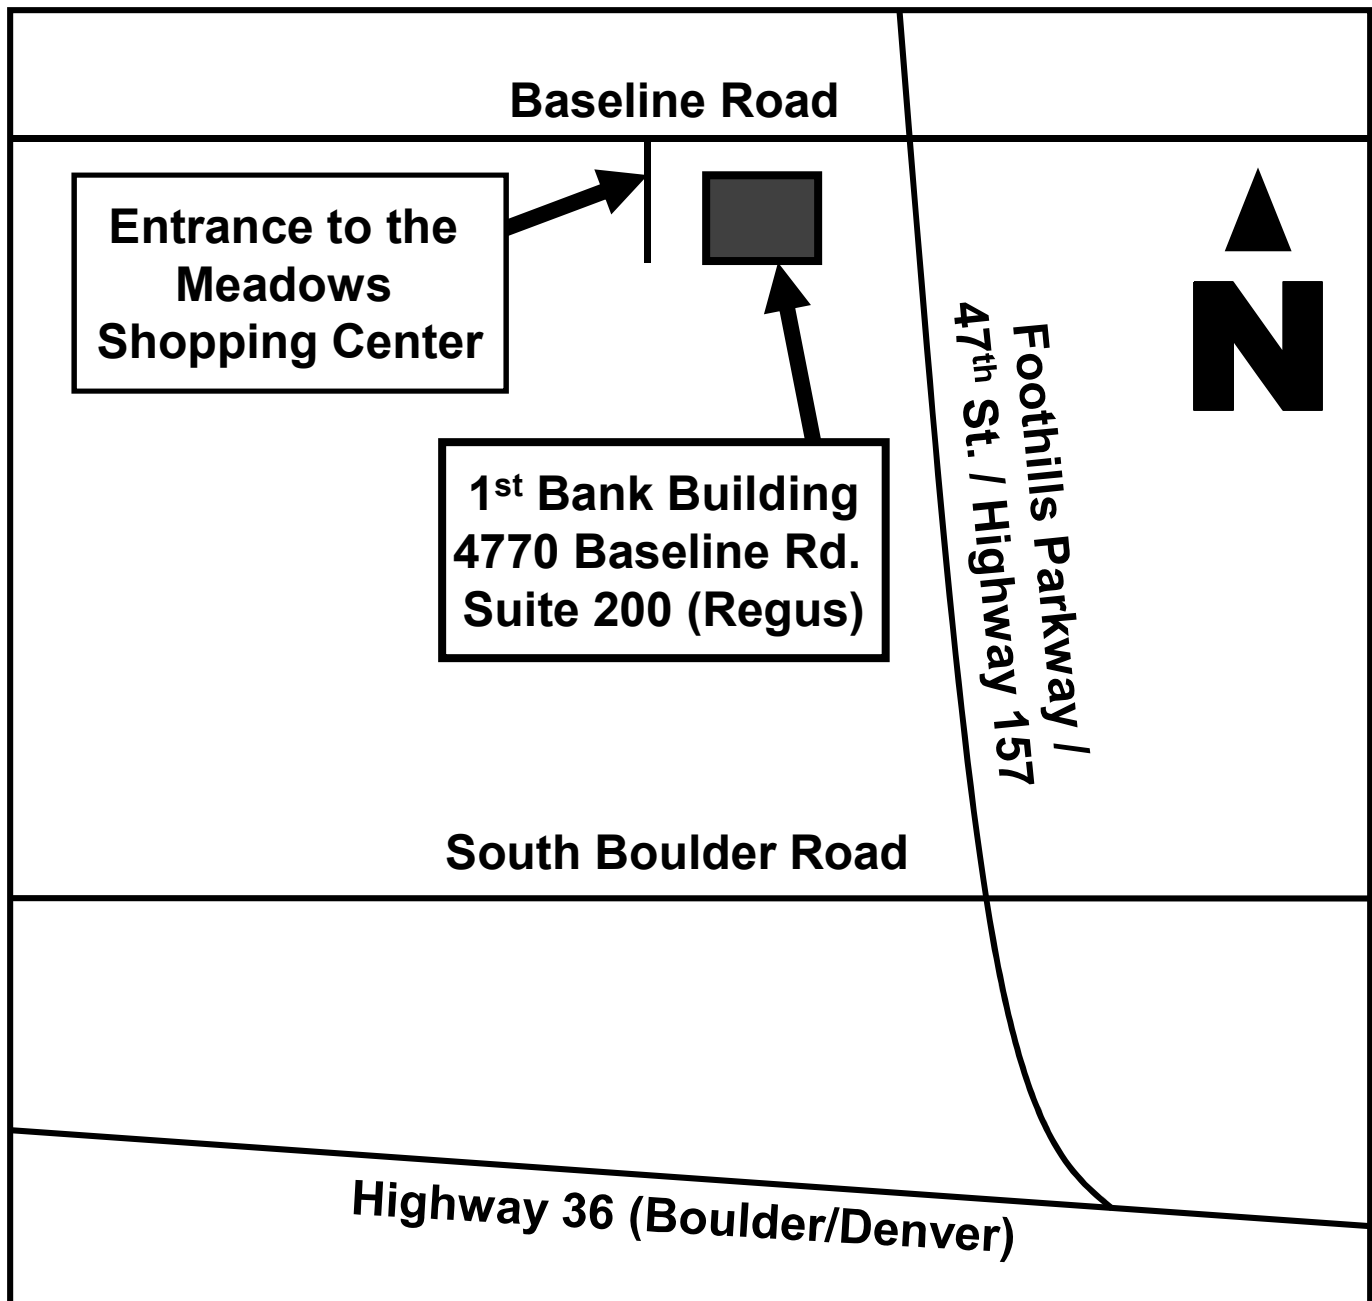 Baseline Road
Entrance to the
Meadows
Shopping Center
N
1st Bank Building
4770 Baseline Rd.
Suite 200 (Regus)
Foothills Parkway /
47th St. / Highway 157
South Boulder Road
Highway 36 (Boulder/Denver)